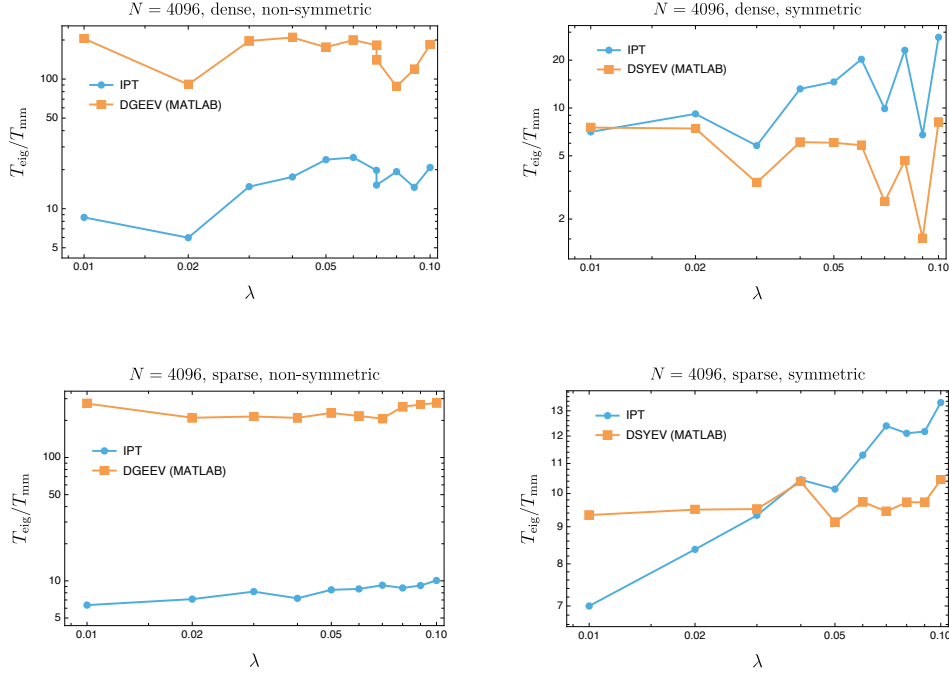 N = 4096, dense, non-symmetric
T_eig/T_mm
100
50
10
5
IPT
DGEEV (MATLAB)
0.01
0.02
0.05
0.10
λ
N = 4096, dense, symmetric
T_eig/T_mm
20
10
5
2
IPT
DSYEV (MATLAB)
0.01
0.02
0.05
0.10
λ
N = 4096, sparse, non-symmetric
T_eig/T_mm
100
50
10
5
IPT
DGEEV (MATLAB)
0.01
0.02
0.05
0.10
λ
N = 4096, sparse, symmetric
T_eig/T_mm
13
12
11
10
9
8
7
IPT
DSYEV (MATLAB)
0.01
0.02
0.05
0.10
λ